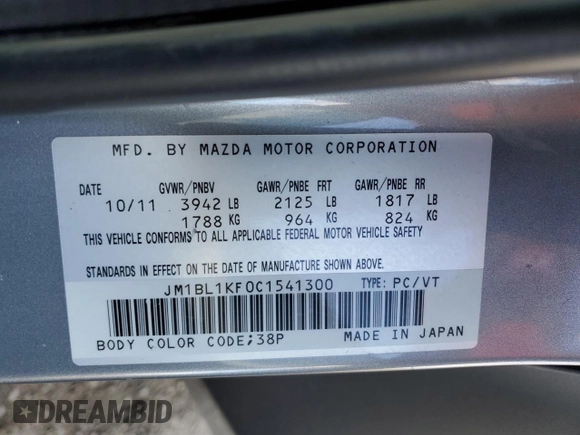 MFD. BY MAZDA MOTOR CORPORATION
DATE GVWR/PNBV GAWR/PNBE FRT GAWR/PNBE RR
10/11 3942 LB 2125 LB 1817 LB
1788 KG 964 KG 824 KG
THIS VEHICLE CONFORMS TO ALL APPLICABLE FEDERAL MOTOR VEHICLE SAFETY
STANDARDS IN EFFECT ON THE DATE OF MANUFACTURE SHOWN ABOVE.
JM1BL1KF0C1541300 TYPE: PC/VT
BODY COLOR CODE;38P MADE IN JAPAN
DREAMBID